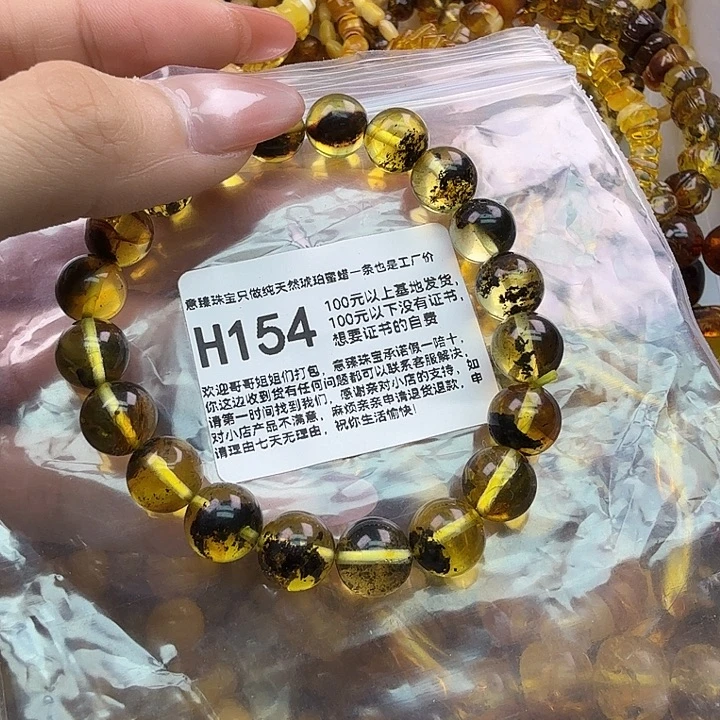 意臻珠宝只做纯天然琥珀蜜蜡一条也是工厂价
H154
100元以上基地发货,
100元以下没有证书,
想要证书的自费
欢迎哥哥姐姐们打包, 意臻珠宝承诺假一赔十,
你这边收到货有任何问题都可以联系客服解决,
请第一时间找到我们, 感谢亲对小店的支持, 如
对小店产品不满意, 麻烦亲亲申请退货退款, 申
请理由七天无理由, 祝你生活愉快!